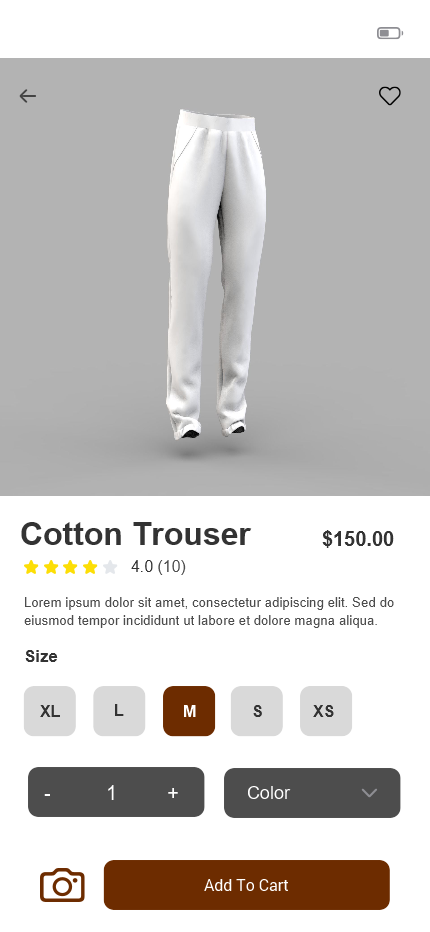 Cotton Trouser
$150.00
4.0 (10)
Lorem ipsum dolor sit amet, consectetur adipiscing elit. Sed do
eiusmod tempor incididunt ut labore et dolore magna aliqua.
Size
XL L M S XS
- 1 + Color
Add To Cart